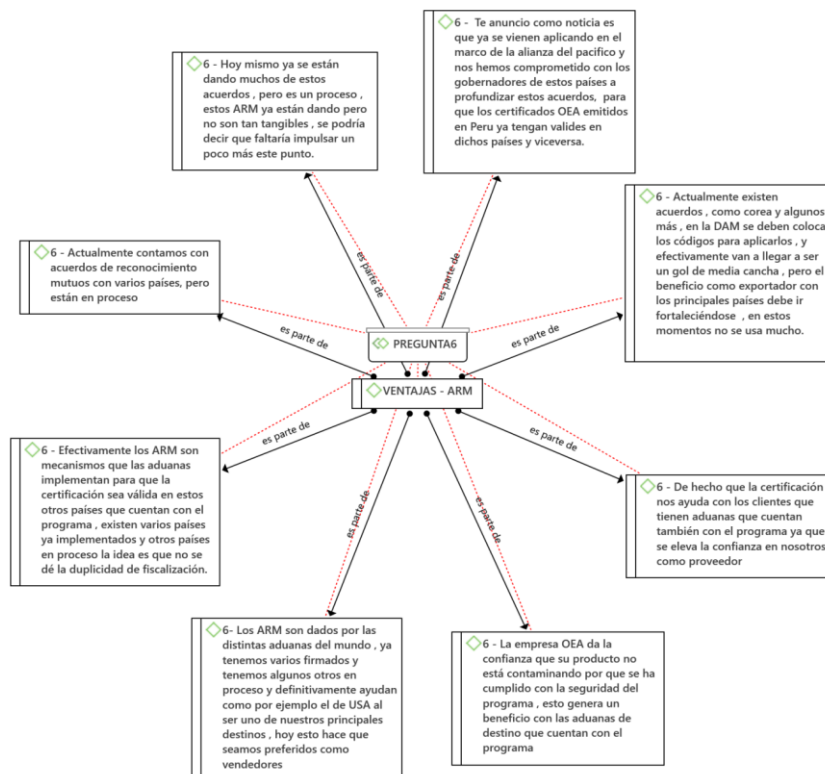 6 - Hoy mismo ya se están
dando muchos de estos
acuerdos , pero es un proceso ,
estos ARM ya están dando pero
no son tan tangibles , se podría
decir que faltaría impulsar un
poco más este punto.
6 - Te anuncio como noticia es
que ya se vienen aplicando en el
marco de la alianza del pacifico y
nos hemos comprometido con los
gobernadores de estos países a
profundizar estos acuerdos, para
que los certificados OEA emitidos
en Peru ya tengan valides en
dichos países y viceversa.
6 - Actualmente existen
acuerdos , como corea y algunos
más , en la DAM se deben coloca
los códigos para aplicarlos , y
efectivamente van a llegar a ser
un gol de media cancha , pero el
beneficio como exportador con
los principales países debe ir
fortaleciéndose , en estos
momentos no se usa mucho.
6 - Actualmente contamos con
acuerdos de reconocimiento
mutuos con varios países, pero
están en proceso
es parte de
es parte de
es parte de
es parte de
PREGUNTA6
VENTAJAS - ARM
es parte de
es parte de
es parte de
es parte de
6 - Efectivamente los ARM son
mecanismos que las aduanas
implementan para que la
certificación sea válida en estos
otros países que cuentan con el
programa , existen varios países
ya implementados y otros países
en proceso la idea es que no se
dé la duplicidad de fiscalización.
6 - De hecho que la certificación
nos ayuda con los clientes que
tienen aduanas que cuentan
también con el programa ya que
se eleva la confianza en nosotros
como proveedor
6- Los ARM son dados por las
distintas aduanas del mundo , ya
tenemos varios firmados y
tenemos algunos otros en
proceso y definitivamente ayudan
como por ejemplo el de USA al
ser uno de nuestros principales
destinos , hoy esto hace que
seamos preferidos como
vendedores
6 - La empresa OEA da la
confianza que su producto no
está contaminando por que se ha
cumplido con la seguridad del
programa , esto genera un
beneficio con las aduanas de
destino que cuentan con el
programa